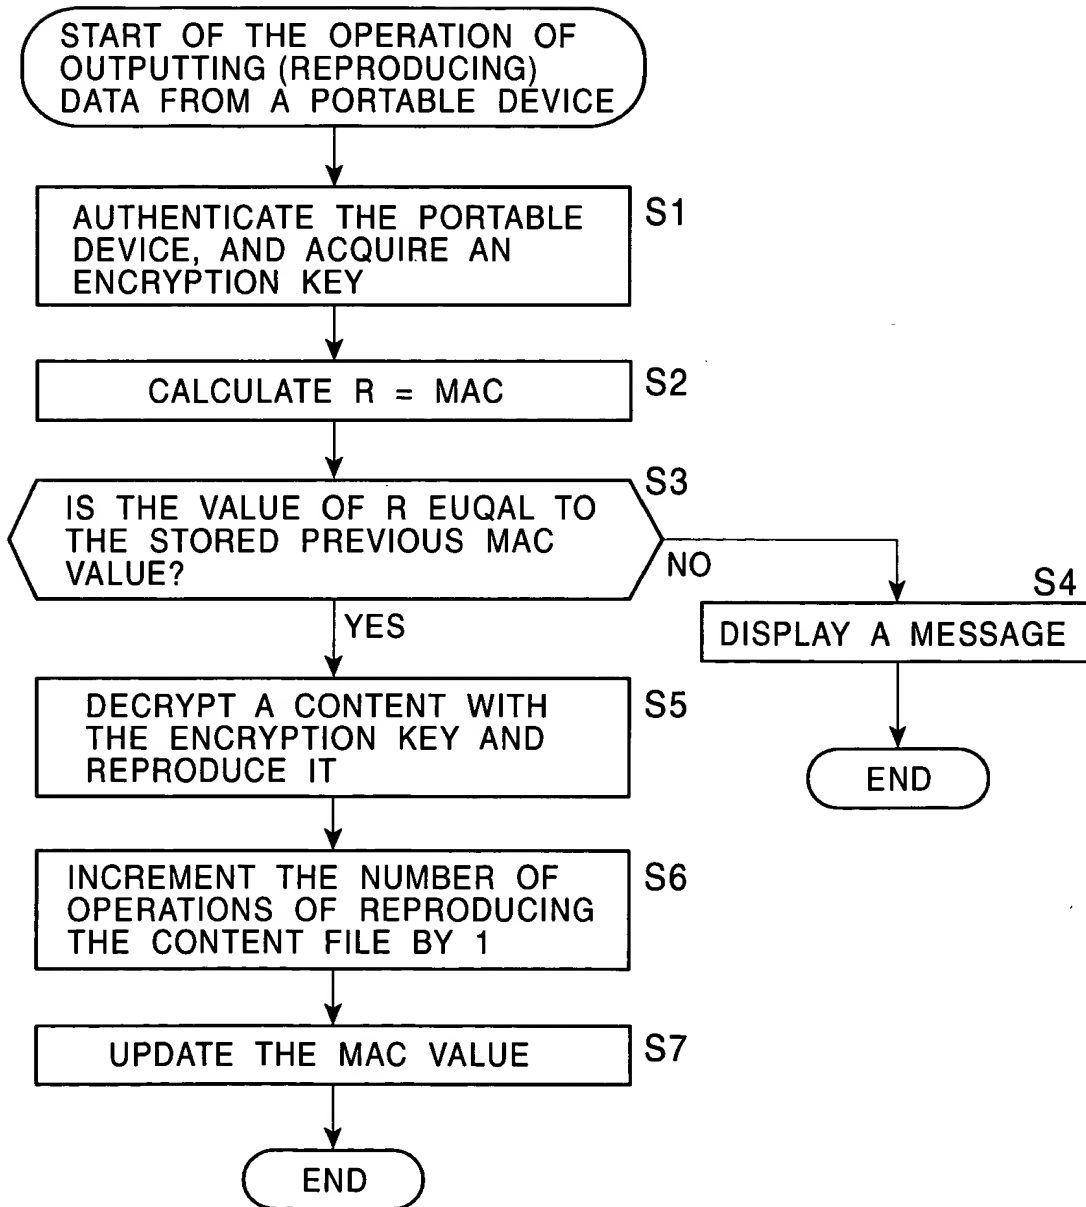 START OF THE OPERATION OF
OUTPUTTING (REPRODUCING)
DATA FROM A PORTABLE DEVICE
AUTHENTICATE THE PORTABLE
DEVICE, AND ACQUIRE AN
ENCRYPTION KEY
S1
CALCULATE R = MAC
S2
IS THE VALUE OF R EUQAL TO
THE STORED PREVIOUS MAC
VALUE?
S3
NO
S4
DISPLAY A MESSAGE
END
YES
DECRYPT A CONTENT WITH
THE ENCRYPTION KEY AND
REPRODUCE IT
S5
INCREMENT THE NUMBER OF
OPERATIONS OF REPRODUCING
THE CONTENT FILE BY 1
S6
UPDATE THE MAC VALUE
S7
END